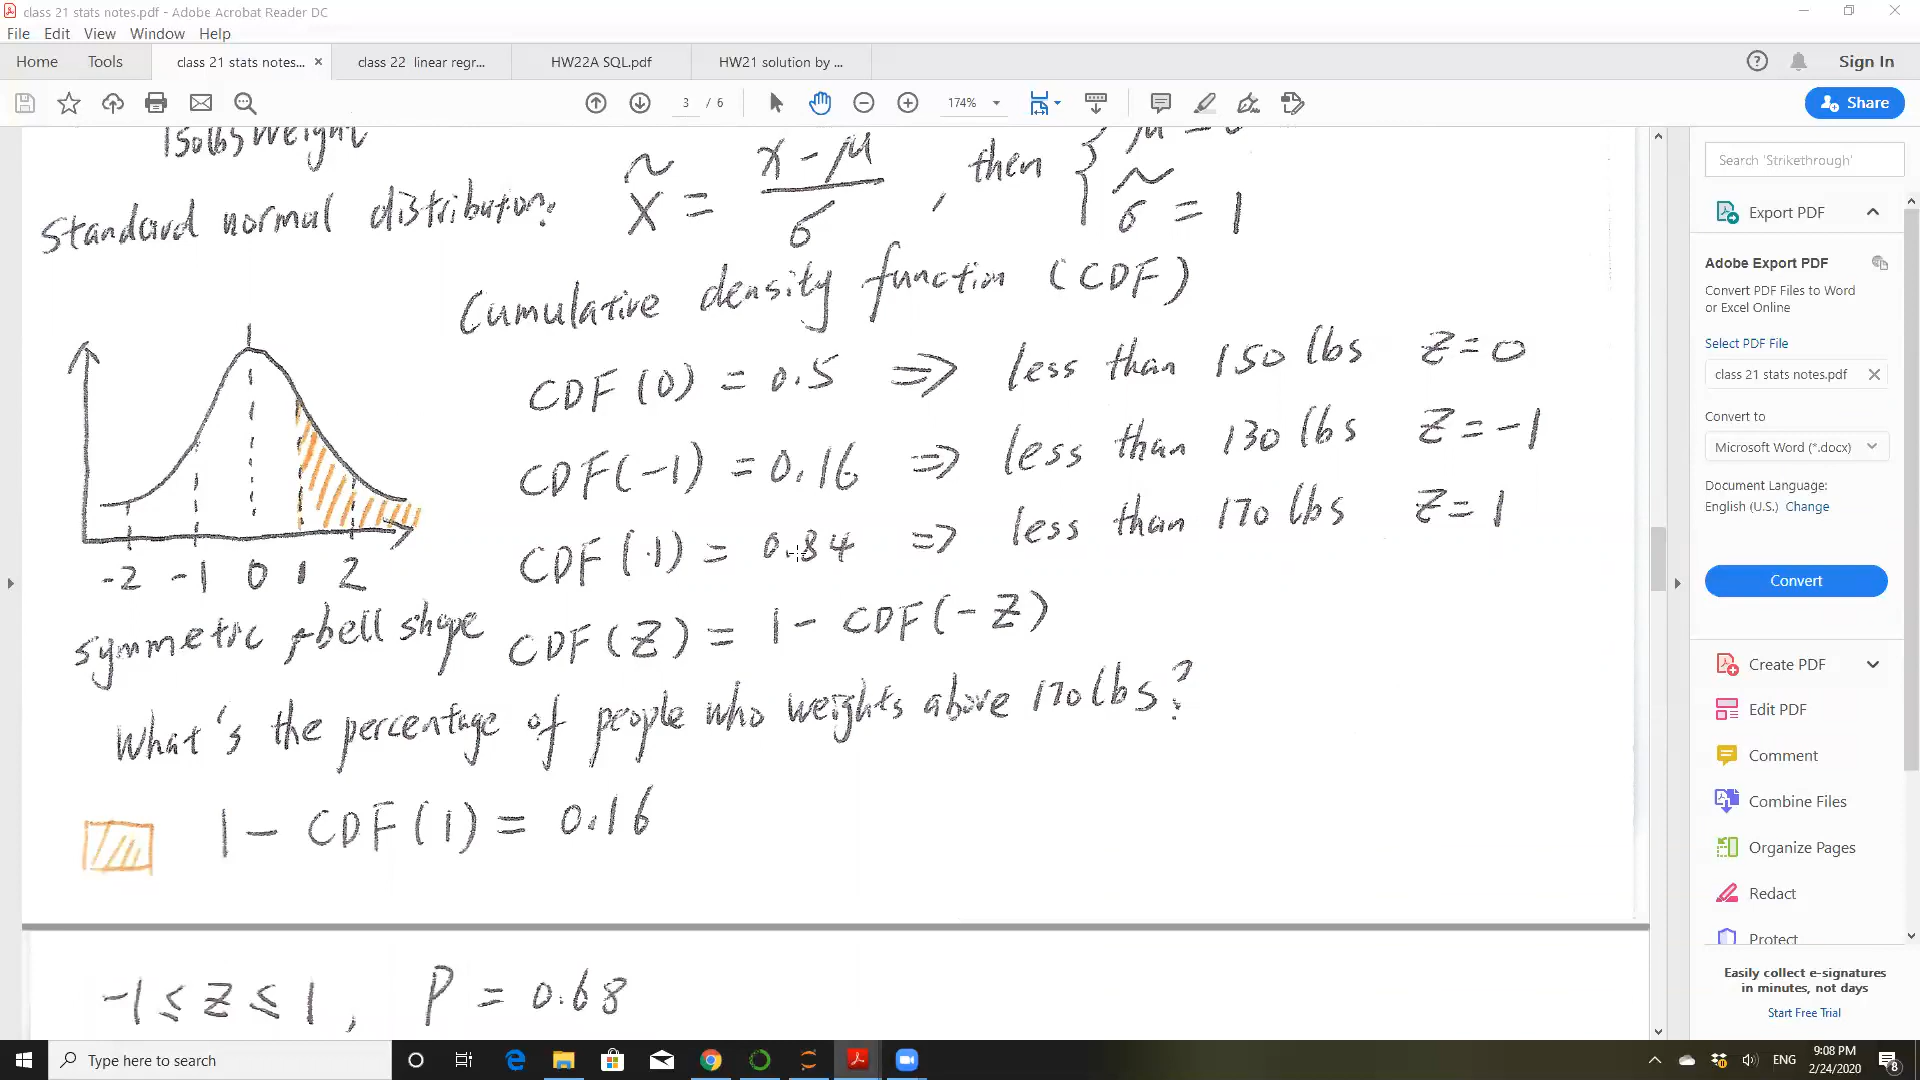 class 21 stats notes.pdf - Adobe Acrobat Reader DC
File Edit View Window Help
Home Tools class 21 stats notes... × class 22 linear regr... HW22A SQL.pdf HW21 solution by ... Sign In
3 / 6 174% Share
150lbs weight
Standard normal distribution: x̃ = (x - μ) / σ , then { μ̃ = 0
σ̃ = 1
Cumulative density function (CDF)
CDF(0) = 0.5 => less than 150 lbs Z=0
CDF(-1) = 0.16 => less than 130 lbs Z=-1
CDF(1) = 0.84 => less than 170 lbs Z=1
-2 -1 0 1 2
symmetric bell shape CDF(Z) = 1 - CDF(-Z)
What's the percentage of people who weights above 170 lbs?
1 - CDF(1) = 0.16
-1 ≤ Z ≤ 1, P = 0.68
Search 'Strikethrough'
Export PDF
Adobe Export PDF
Convert PDF Files to Word
or Excel Online
Select PDF File
class 21 stats notes.pdf
Convert to
Microsoft Word (*.docx)
Document Language:
English (U.S.) Change
Convert
Create PDF
Edit PDF
Comment
Combine Files
Organize Pages
Redact
Protect
Easily collect e-signatures
in minutes, not days
Start Free Trial
Type here to search
ENG
9:08 PM
2/24/2020
8